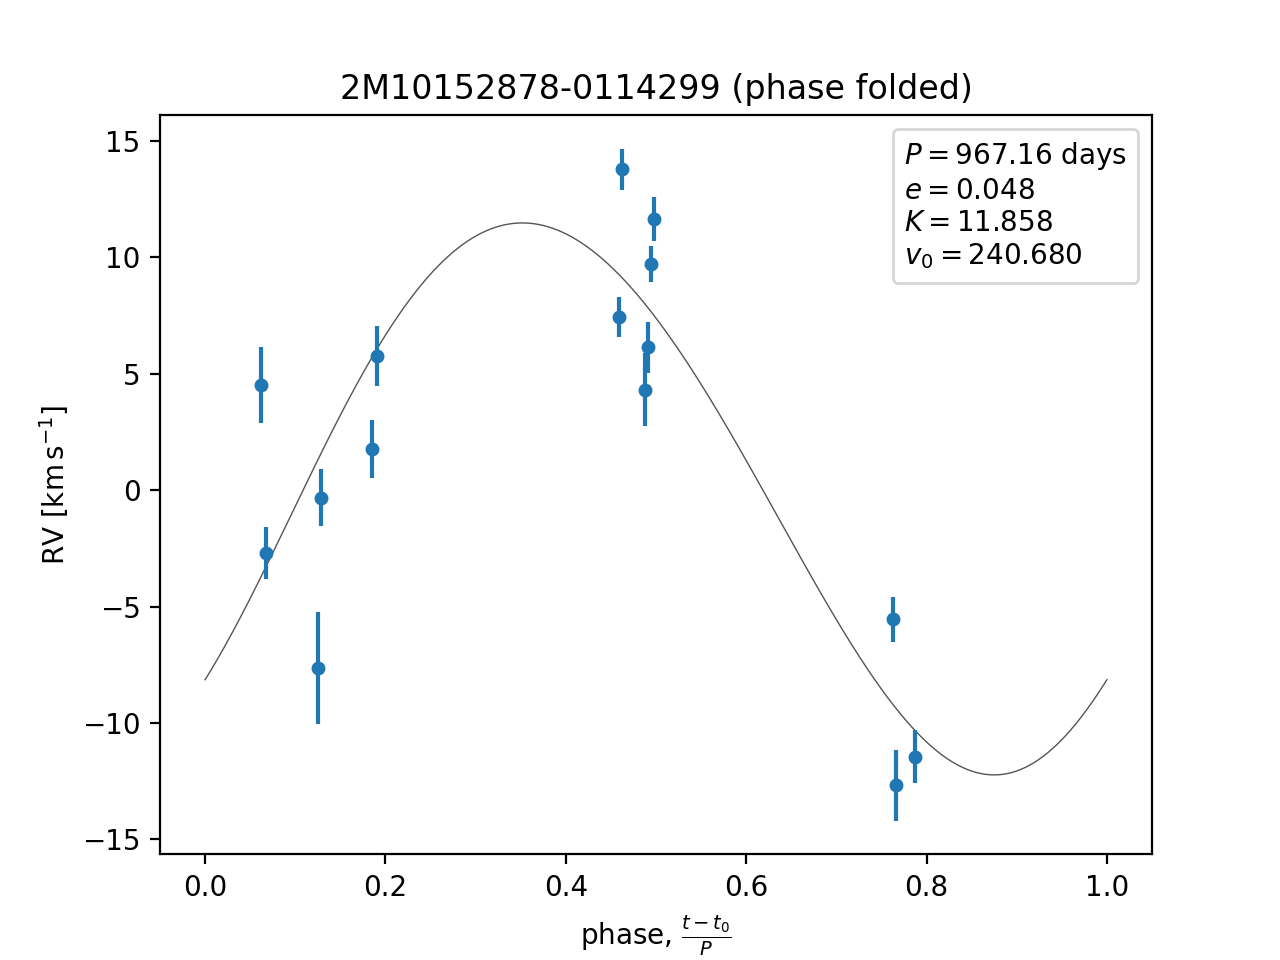 2M10152878-0114299 (phase folded)
P = 967.16 days
e = 0.048
K = 11.858
v₀ = 240.680
15
10
5
0
−5
−10
−15
RV [km s⁻¹]
0.0 0.2 0.4 0.6 0.8 1.0
phase, (t − t₀)/P